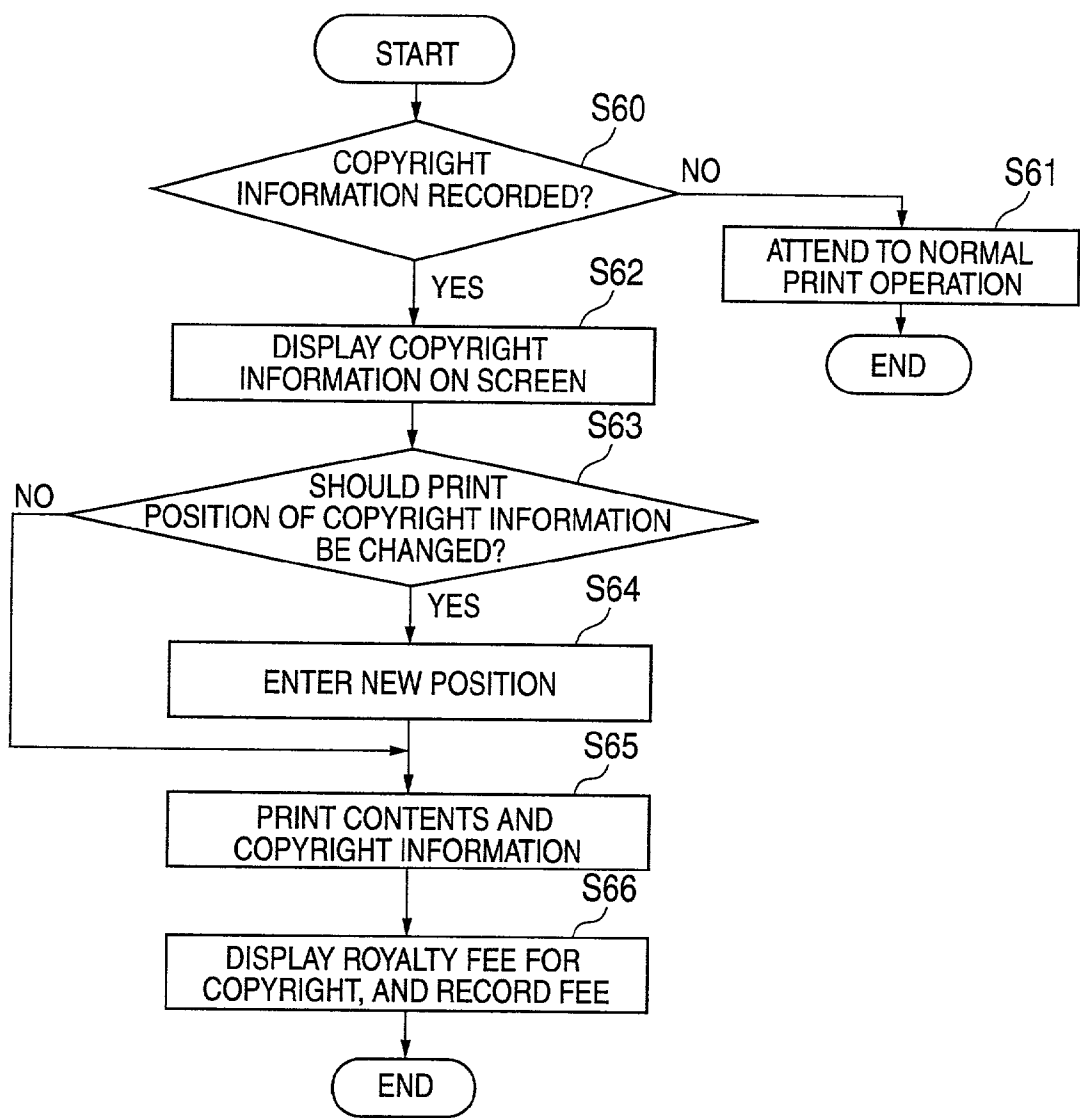 START
S60
COPYRIGHT
INFORMATION RECORDED?
NO
S61
ATTEND TO NORMAL
PRINT OPERATION
END
YES
S62
DISPLAY COPYRIGHT
INFORMATION ON SCREEN
S63
SHOULD PRINT
POSITION OF COPYRIGHT INFORMATION
BE CHANGED?
NO
YES
S64
ENTER NEW POSITION
S65
PRINT CONTENTS AND
COPYRIGHT INFORMATION
S66
DISPLAY ROYALTY FEE FOR
COPYRIGHT, AND RECORD FEE
END